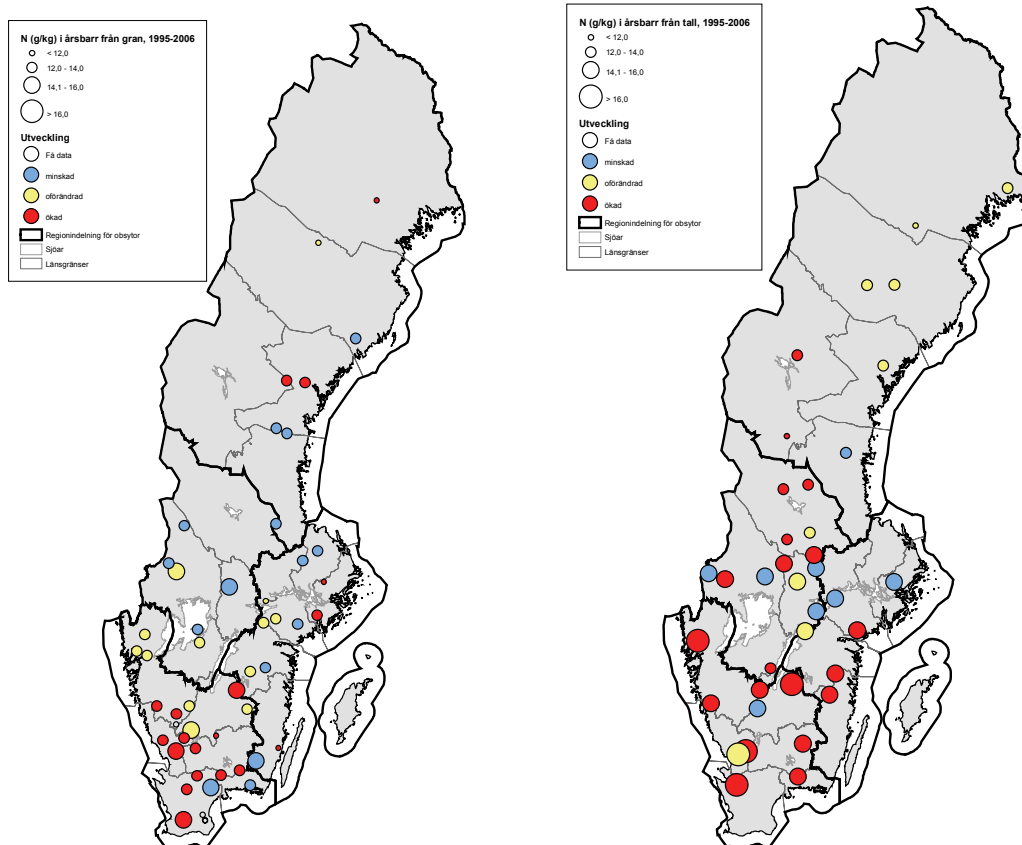 N (g/kg) i årsbarr från gran, 1995-2006
< 12,0
12,0 - 14,0
14,1 - 16,0
> 16,0
Utveckling
Få data
minskad
oförändrad
ökad
Regionindelning för obsytor
Sjöar
Länsgränser
N (g/kg) i årsbarr från tall, 1995-2006
< 12,0
12,0 - 14,0
14,1 - 16,0
> 16,0
Utveckling
Få data
minskad
oförändrad
ökad
Regionindelning för obsytor
Sjöar
Länsgränser